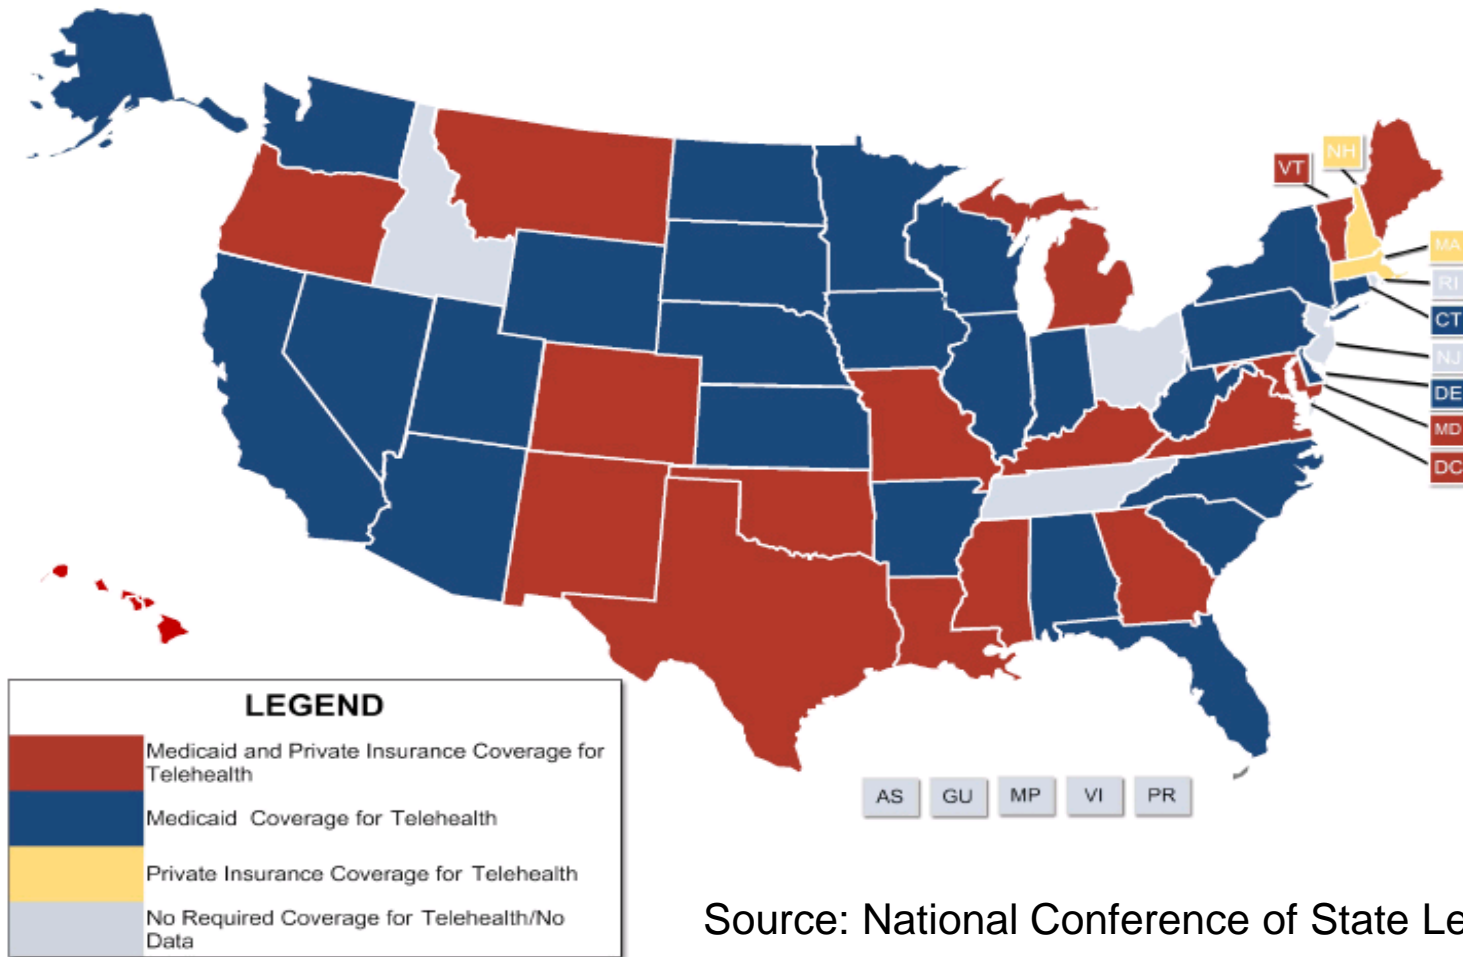 NH
VT
MA
RI
CT
NJ
DE
MD
DC
LEGEND
Medicaid and Private Insurance Coverage for
Telehealth
Medicaid Coverage for Telehealth
Private Insurance Coverage for Telehealth
No Required Coverage for Telehealth/No
Data
AS GU MP VI PR
Source: National Conference of State Le